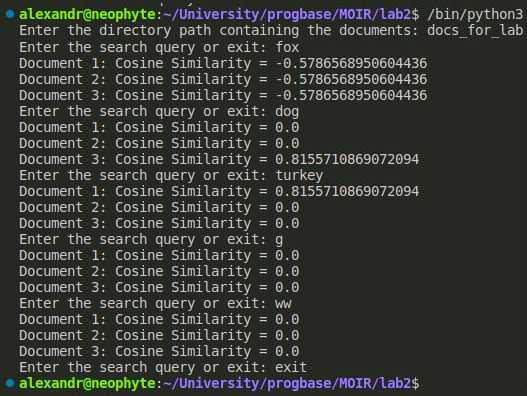 alexandr@neophyte:~/University/progbase/MOIR/lab2$ /bin/python3
Enter the directory path containing the documents: docs_for_lab
Enter the search query or exit: fox
Document 1: Cosine Similarity = -0.5786568950604436
Document 2: Cosine Similarity = -0.5786568950604436
Document 3: Cosine Similarity = -0.5786568950604436
Enter the search query or exit: dog
Document 1: Cosine Similarity = 0.0
Document 2: Cosine Similarity = 0.0
Document 3: Cosine Similarity = 0.8155710869072094
Enter the search query or exit: turkey
Document 1: Cosine Similarity = 0.8155710869072094
Document 2: Cosine Similarity = 0.0
Document 3: Cosine Similarity = 0.0
Enter the search query or exit: g
Document 1: Cosine Similarity = 0.0
Document 2: Cosine Similarity = 0.0
Document 3: Cosine Similarity = 0.0
Enter the search query or exit: ww
Document 1: Cosine Similarity = 0.0
Document 2: Cosine Similarity = 0.0
Document 3: Cosine Similarity = 0.0
Enter the search query or exit: exit
alexandr@neophyte:~/University/progbase/MOIR/lab2$